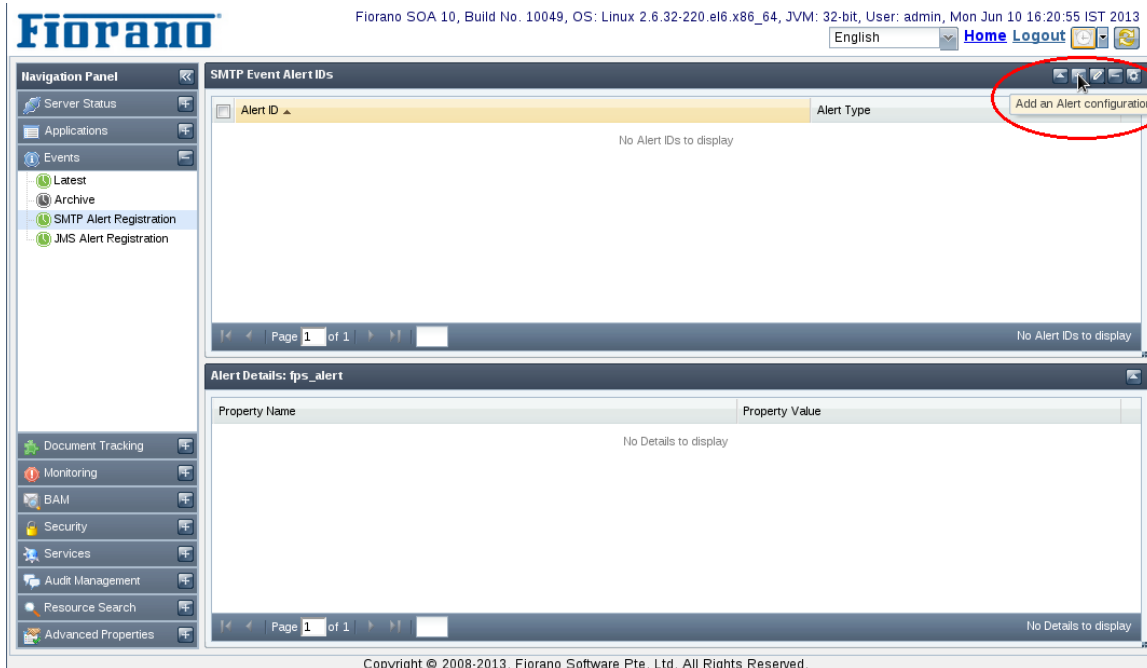 Fiorano
Fiorano SOA 10, Build No. 10049, OS: Linux 2.6.32-220.el6.x86_64, JVM: 32-bit, User: admin, Mon Jun 10 16:20:55 IST 2013
English Home Logout
Navigation Panel
Server Status
Applications
Events
Latest
Archive
SMTP Alert Registration
JMS Alert Registration
Document Tracking
Monitoring
BAM
Security
Services
Audit Management
Resource Search
Advanced Properties
SMTP Event Alert IDs
Add an Alert configuration
Alert ID Alert Type
No Alert IDs to display
Page 1 of 1 No Alert IDs to display
Alert Details: fps_alert
Property Name Property Value
No Details to display
Page 1 of 1 No Details to display
Copyright © 2008-2013, Fiorano Software Pte. Ltd. All Rights Reserved.